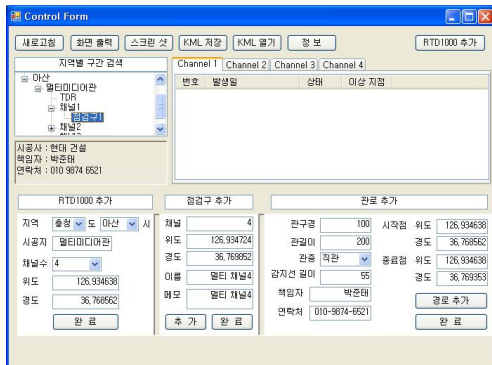 Control Form
새로고침 화면 출력 스크린 샷 KML 저장 KML 열기 정 보 RTD1000 추가
지역별 구간 검색
Channel 1 Channel 2 Channel 3 Channel 4
번호 발생일 상태 이상 지점
아산
멀티미디어관
TDR
채널1
점검구1
채널2
시공사 : 현대 건설
책임자 : 박준태
연락처 : 010 9874 6521
RTD1000 추가
지역 충청 도 아산 시
시공지 멀티미디어관
채널수 4
위도 126,934638
경도 36,768562
완 료
점검구 추가
채널 4
위도 126,934724
경도 36,769852
이름 멀티 채널4
메모 멀티 채널4
추 가 완 료
관로 추가
관구경 100 시작점 위도 126,934638
관길이 200 경도 36,768562
관종 직관 종료점 위도 126,934638
감지선 길이 55 경도 36,769353
책임자 박준태
연락처 010-9874-6521
경로 추가
완 료